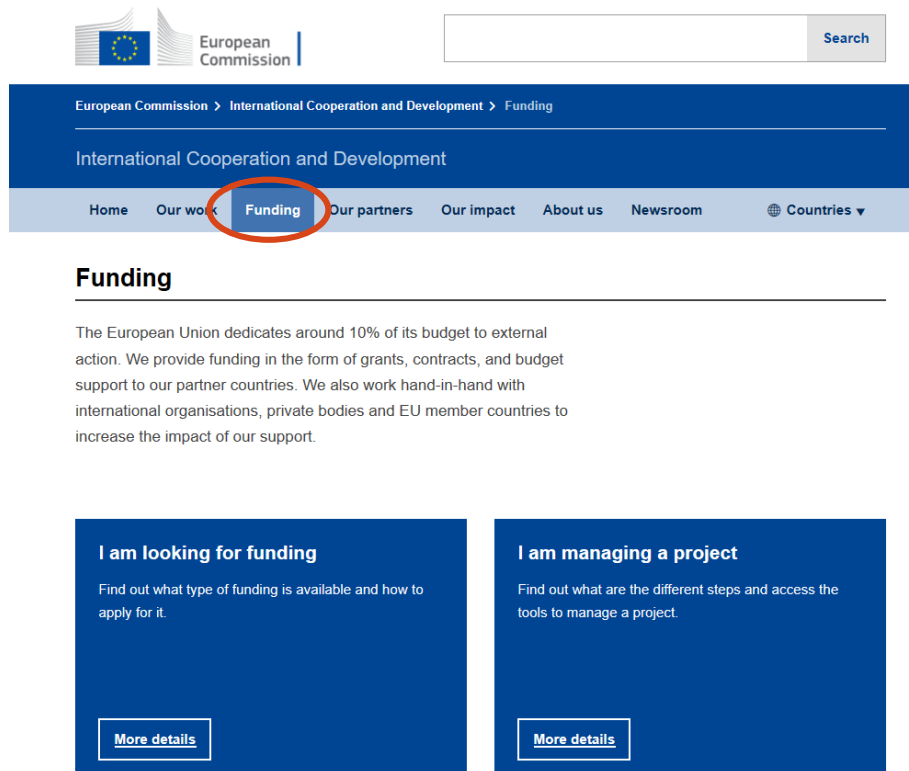 European
Commission
Search
European Commission > International Cooperation and Development > Funding
International Cooperation and Development
Home Our work Funding Our partners Our impact About us Newsroom Countries ▾
Funding
The European Union dedicates around 10% of its budget to external
action. We provide funding in the form of grants, contracts, and budget
support to our partner countries. We also work hand-in-hand with
international organisations, private bodies and EU member countries to
increase the impact of our support.
I am looking for funding
Find out what type of funding is available and how to
apply for it.
More details
I am managing a project
Find out what are the different steps and access the
tools to manage a project.
More details